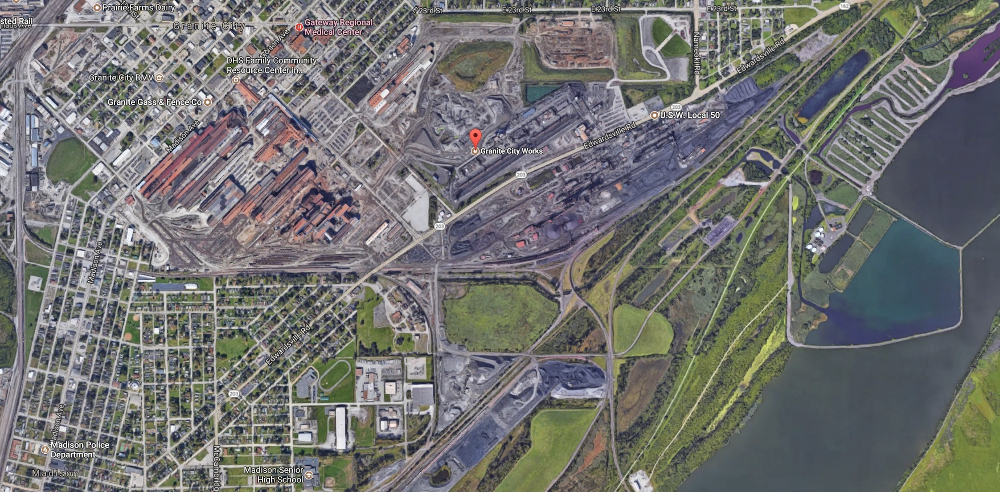 Prairie Farms Dairy
E 23rd St
E 23rd St
E 23rd St
E 23rd St
162
sted Rail
Granite City
Gateway Regional
Medical Center
Madison Ave
Nameoki Rd
Edwardsville Rd
DHS Family Community
Resource Center in...
Granite City DMV
Granite Gass & Fence Co
203
U.S.W. Local 50
Madison Ave
Edwardsville Rd
Granite City Works
203
203
Madison Ave
Edwardsville Rd
203
Madison Ave
Madison Police
Department
McCambridg
Madison
Madison Senior
High School